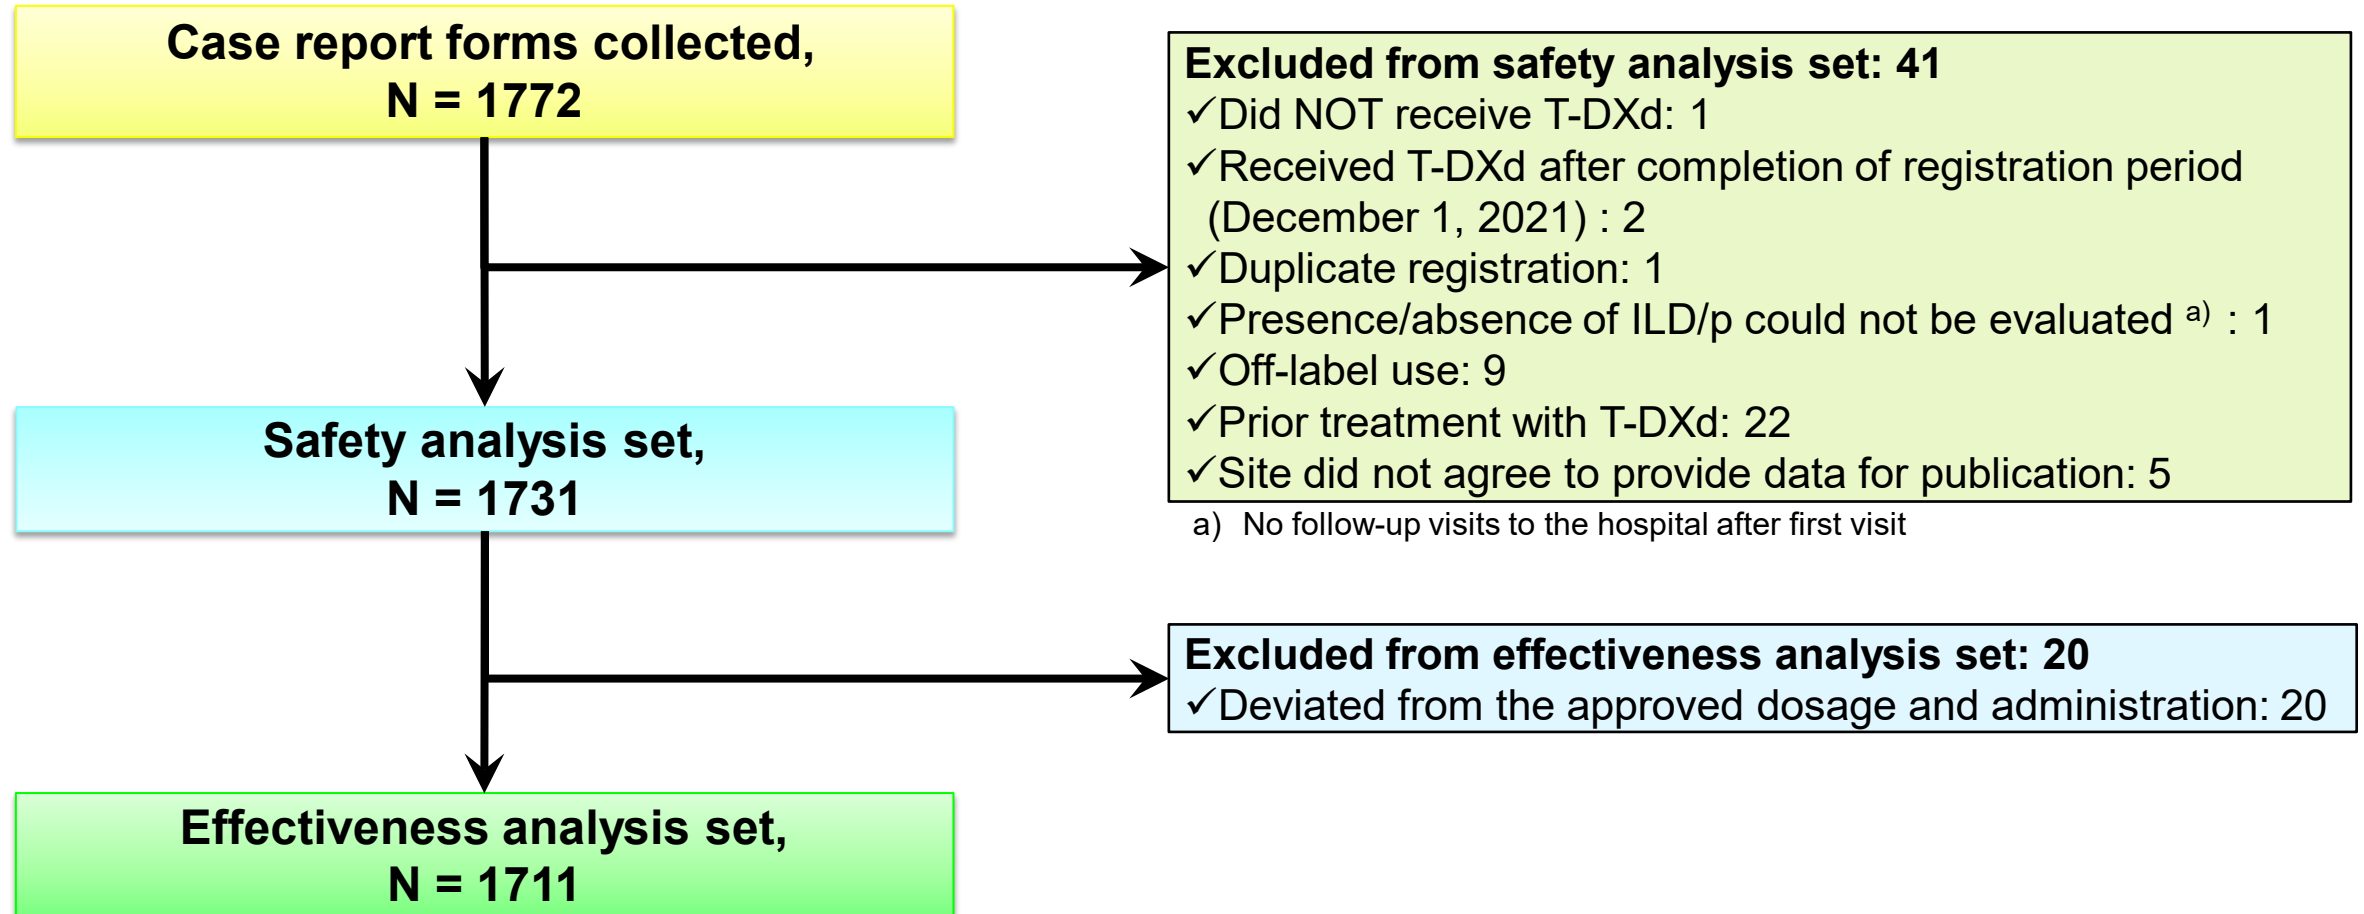 Case report forms collected,
N = 1772
Excluded from safety analysis set: 41
✓Did NOT receive T-DXd: 1
✓Received T-DXd after completion of registration period
(December 1, 2021) : 2
✓Duplicate registration: 1
✓Presence/absence of ILD/p could not be evaluated a) : 1
✓Off-label use: 9
✓Prior treatment with T-DXd: 22
✓Site did not agree to provide data for publication: 5
a) No follow-up visits to the hospital after first visit
Safety analysis set,
N = 1731
Excluded from effectiveness analysis set: 20
✓Deviated from the approved dosage and administration: 20
Effectiveness analysis set,
N = 1711